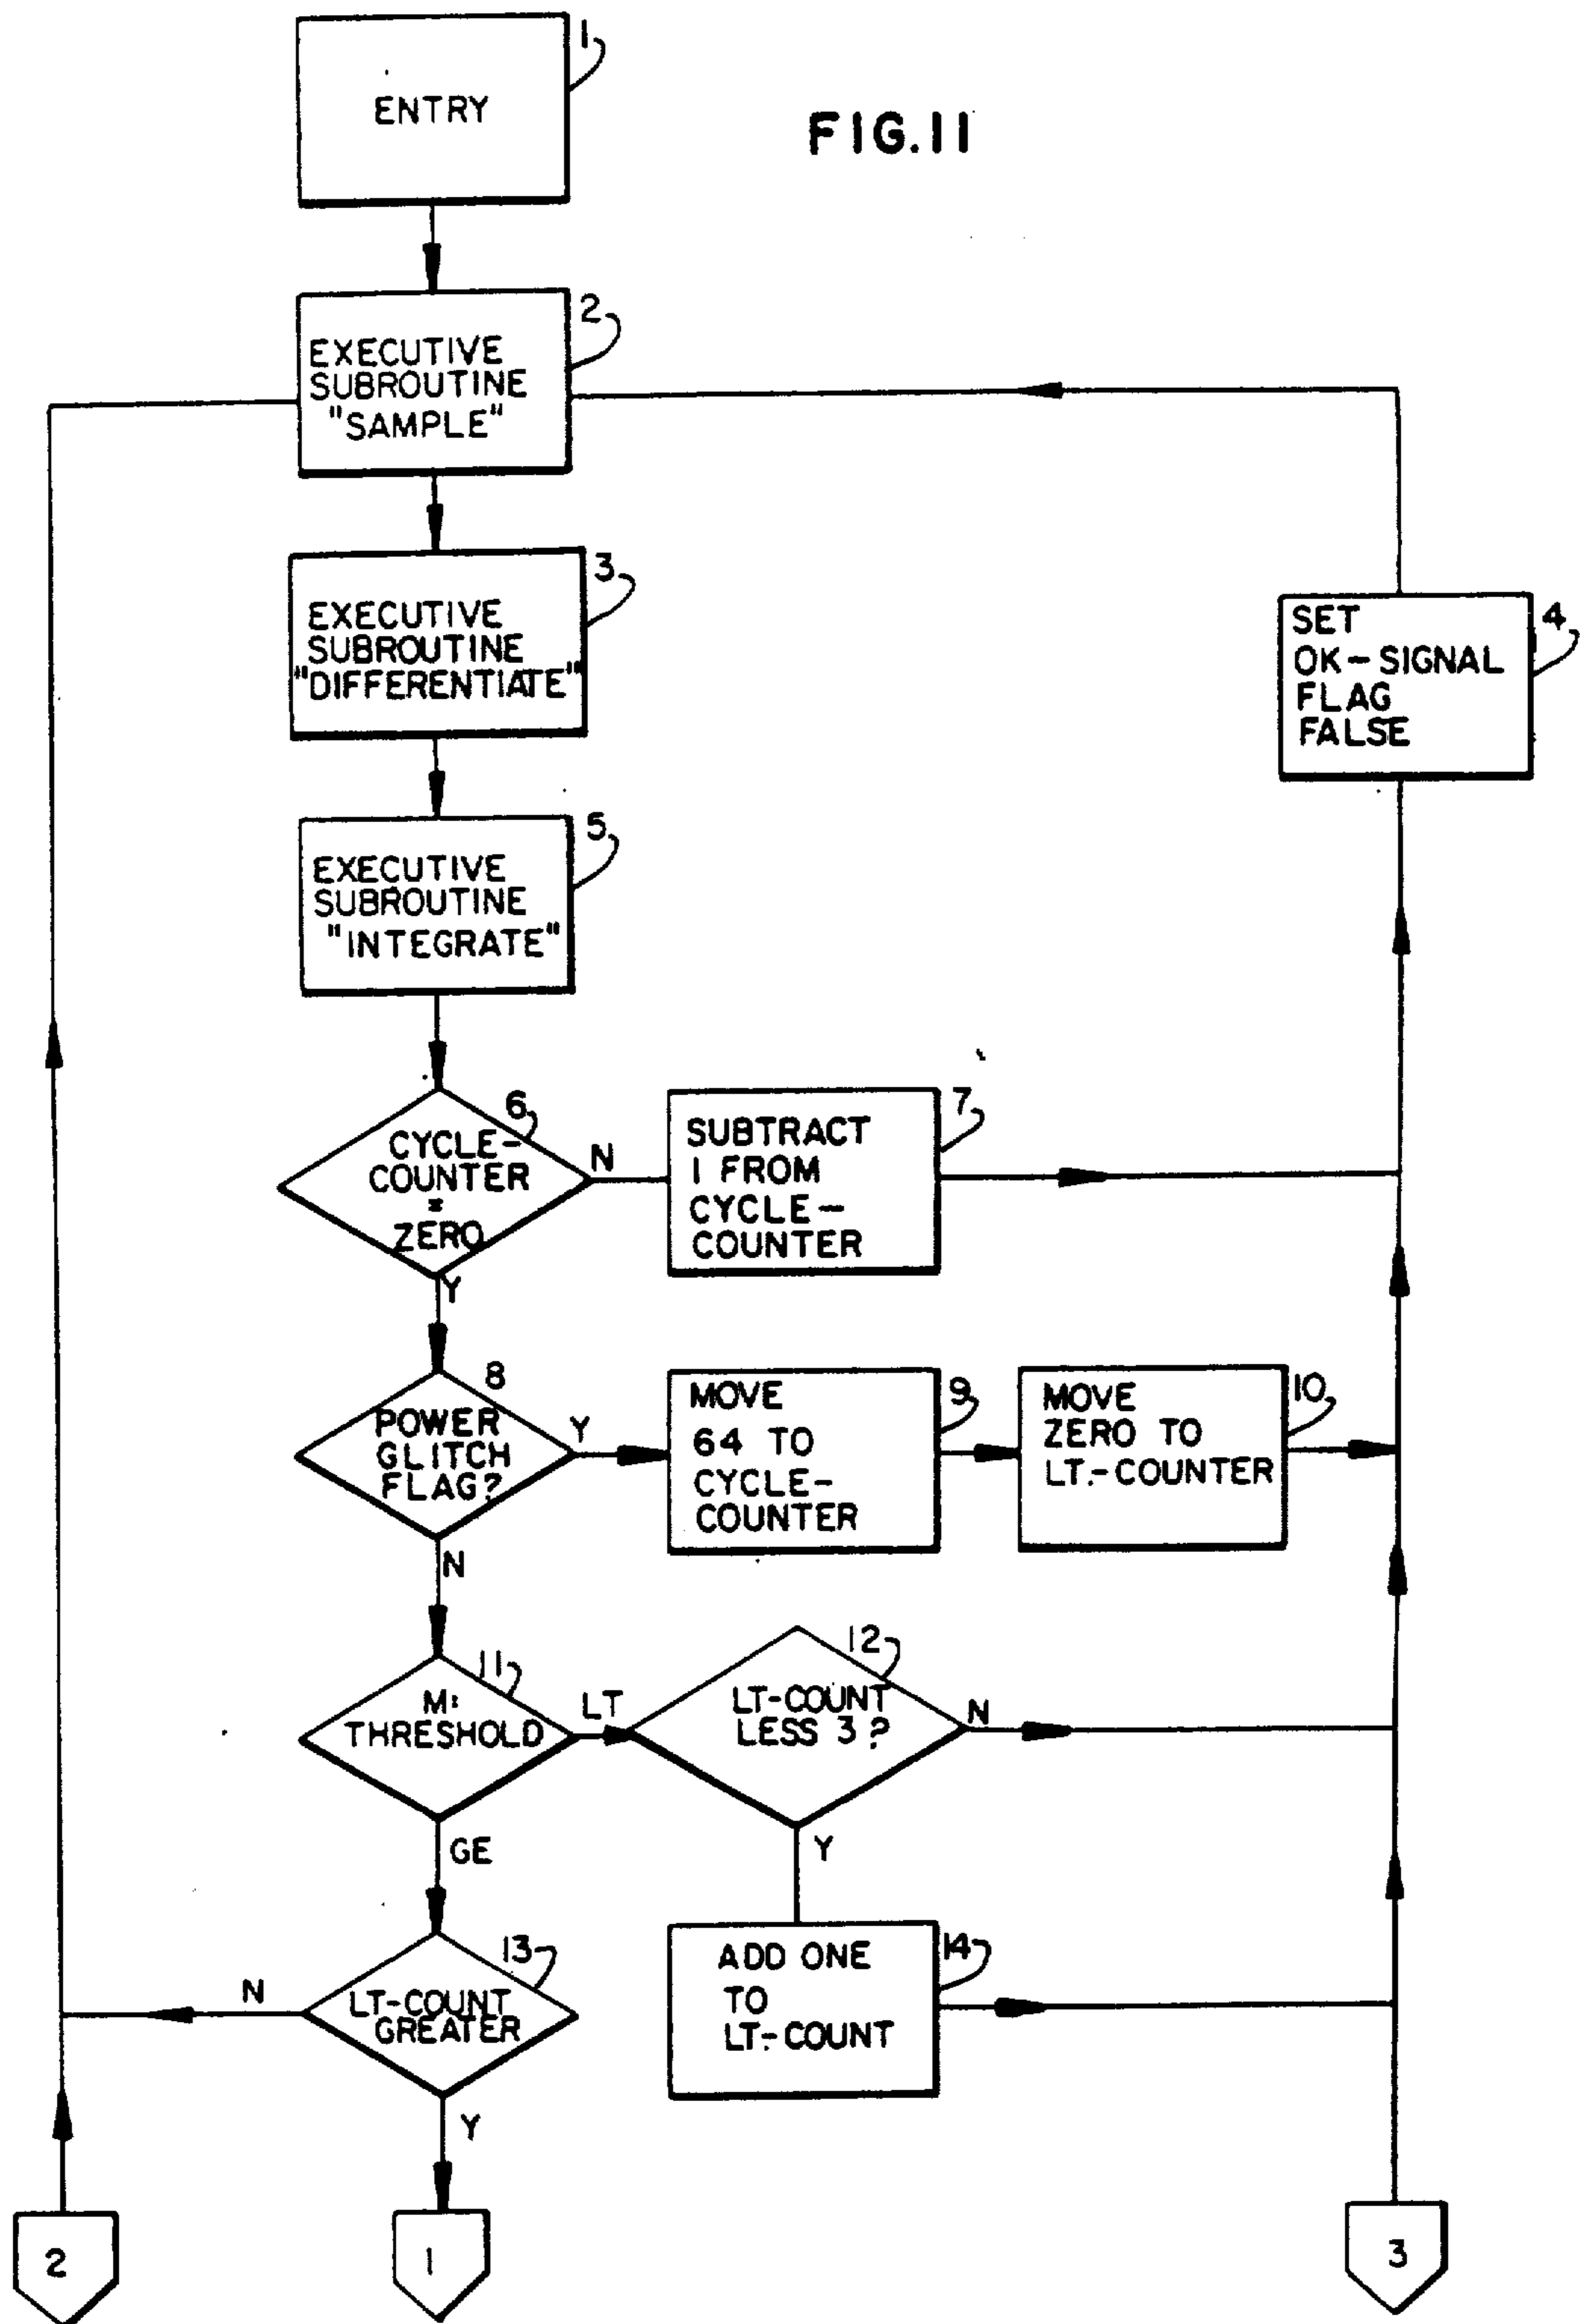 1
ENTRY
FIG.11
2
EXECUTIVE
SUBROUTINE
"SAMPLE"
3
EXECUTIVE
SUBROUTINE
"DIFFERENTIATE"
4
SET
OK-SIGNAL
FLAG
FALSE
5
EXECUTIVE
SUBROUTINE
"INTEGRATE"
6
CYCLE-
COUNTER
=
ZERO
N
Y
7
SUBTRACT
1 FROM
CYCLE-
COUNTER
8
POWER
GLITCH
FLAG?
Y
N
9
MOVE
64 TO
CYCLE-
COUNTER
10
MOVE
ZERO TO
LT.-COUNTER
11
M:
THRESHOLD
LT
GE
12
LT-COUNT
LESS 3?
N
Y
13
LT-COUNT
GREATER
N
Y
14
ADD ONE
TO
LT.-COUNT
2
1
3